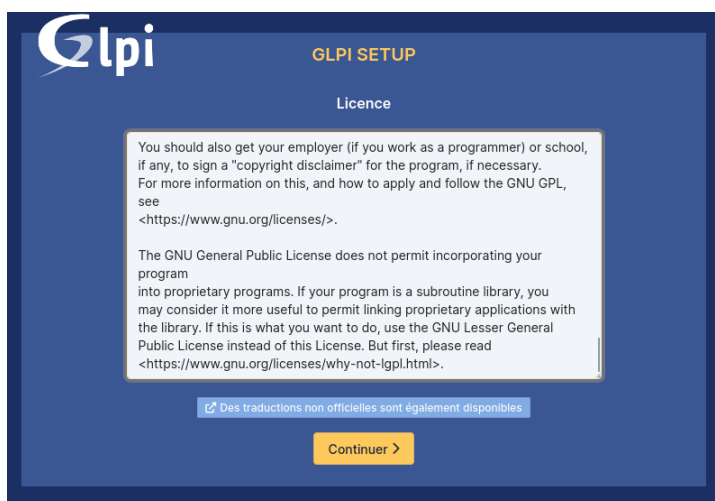 Glpi
GLPI SETUP
Licence
You should also get your employer (if you work as a programmer) or school,
if any, to sign a "copyright disclaimer" for the program, if necessary.
For more information on this, and how to apply and follow the GNU GPL,
see
<https://www.gnu.org/licenses/>.
The GNU General Public License does not permit incorporating your
program
into proprietary programs. If your program is a subroutine library, you
may consider it more useful to permit linking proprietary applications with
the library. If this is what you want to do, use the GNU Lesser General
Public License instead of this License. But first, please read
<https://www.gnu.org/licenses/why-not-lgpl.html>.
Des traductions non officielles sont également disponibles
Continuer